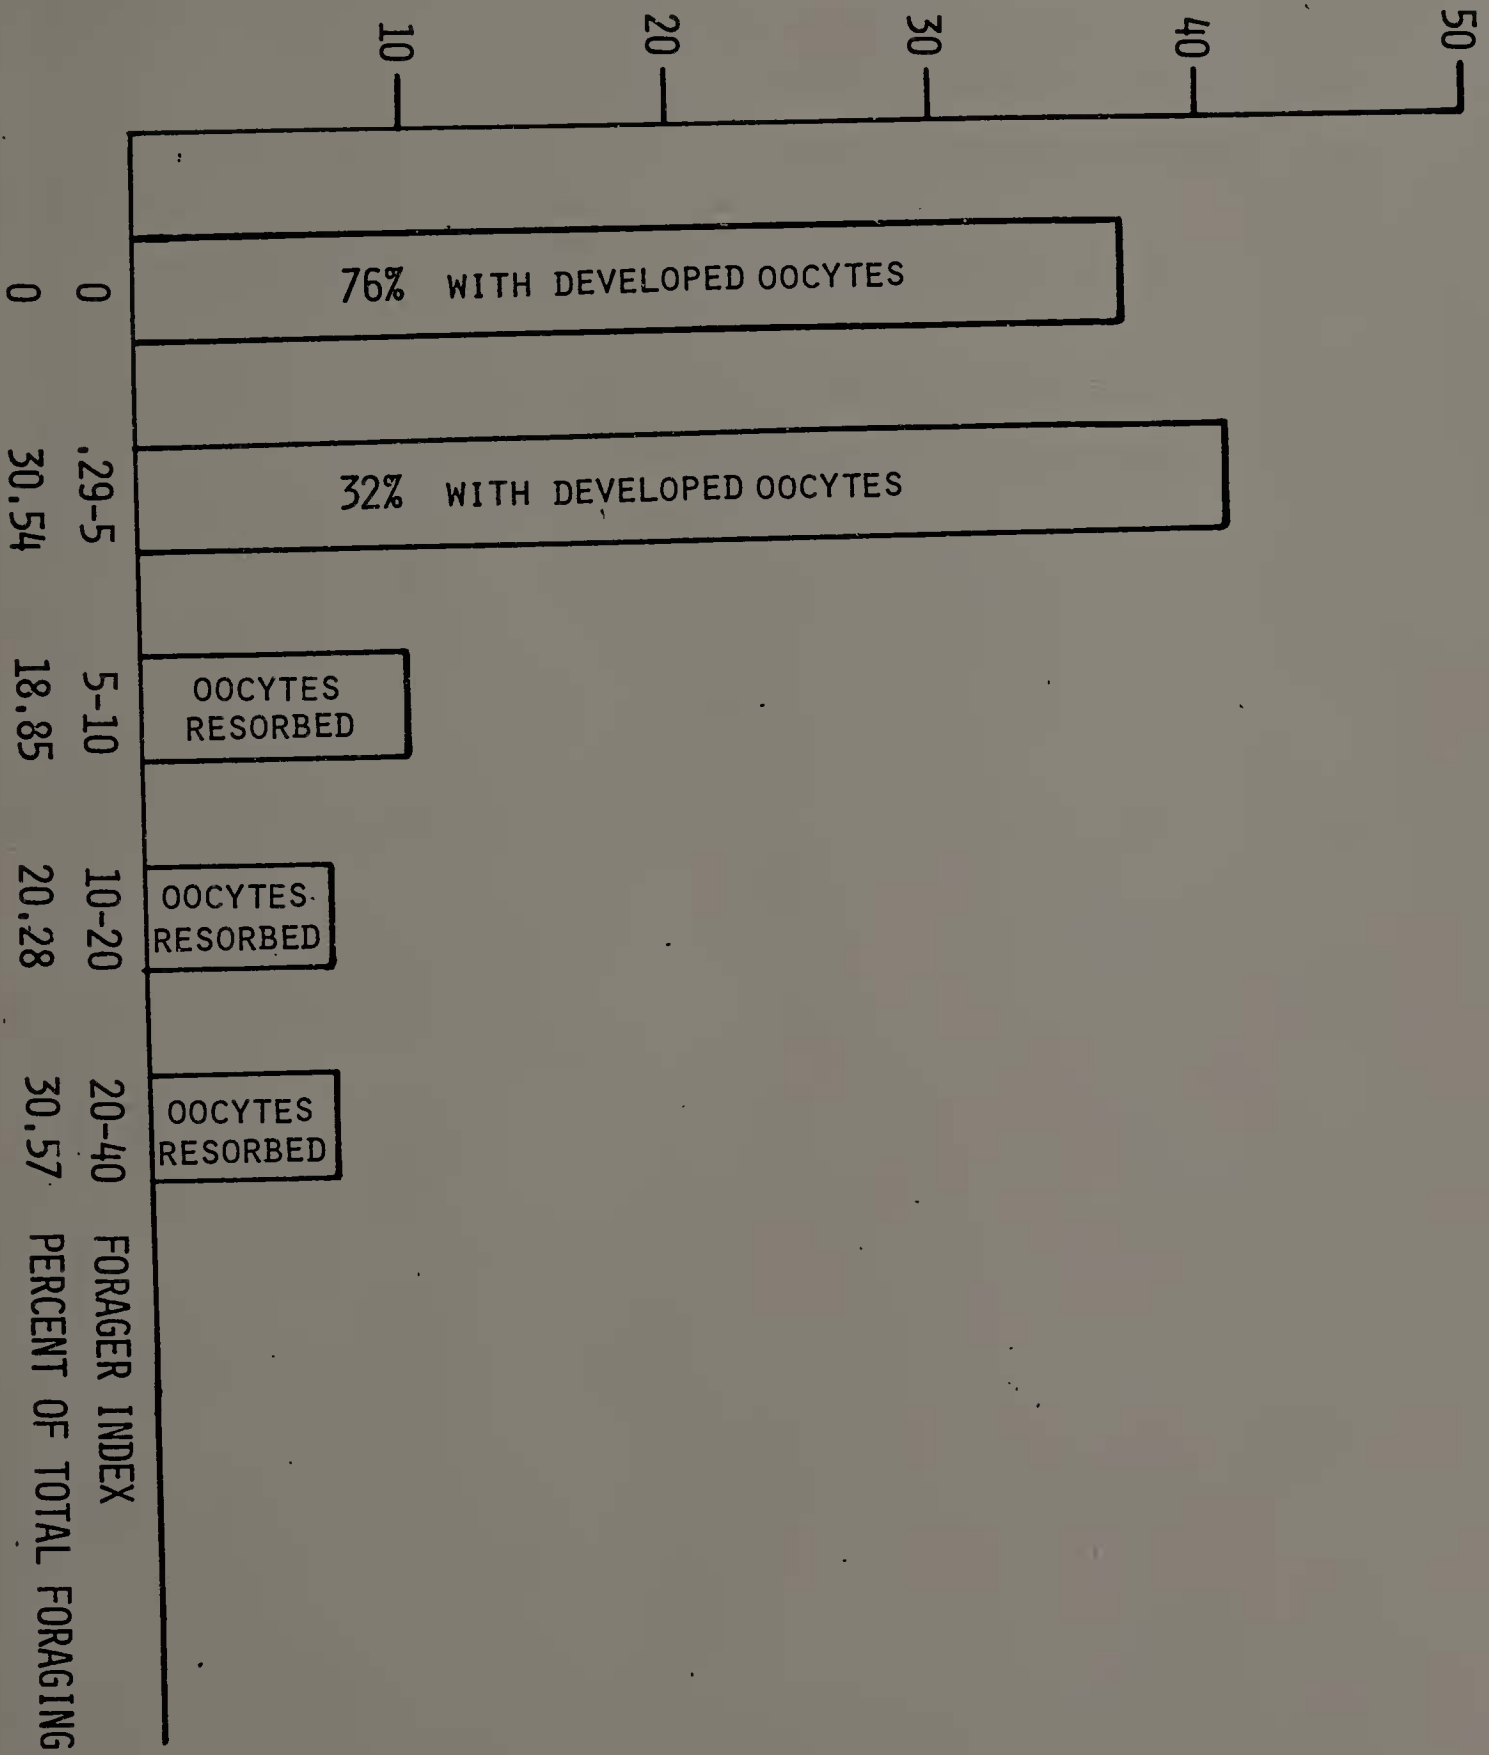 50
40
30
20
10
76% WITH DEVELOPED OOCYTES
32% WITH DEVELOPED OOCYTES
OOCYTES
RESORBED
OOCYTES
RESORBED
OOCYTES
RESORBED
0 .29-5 5-10 10-20 20-40 FORAGER INDEX
0 30.54 18.85 20.28 30.57 PERCENT OF TOTAL FORAGING